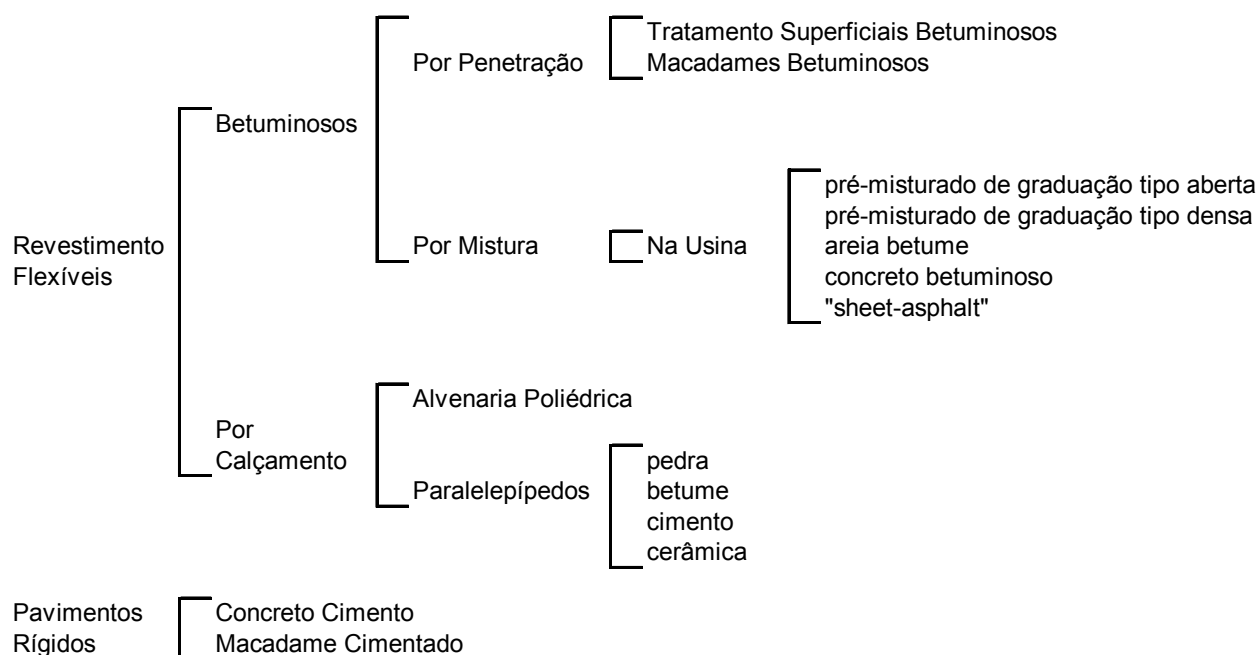 Revestimento
Flexíveis
Betuminosos
Por Penetração
Tratamento Superficiais Betuminosos
Macadames Betuminosos
Por Mistura
Na Usina
pré-misturado de graduação tipo aberta
pré-misturado de graduação tipo densa
areia betume
concreto betuminoso
"sheet-asphalt"
Por
Calçamento
Alvenaria Poliédrica
Paralelepípedos
pedra
betume
cimento
cerâmica
Pavimentos
Rígidos
Concreto Cimento
Macadame Cimentado